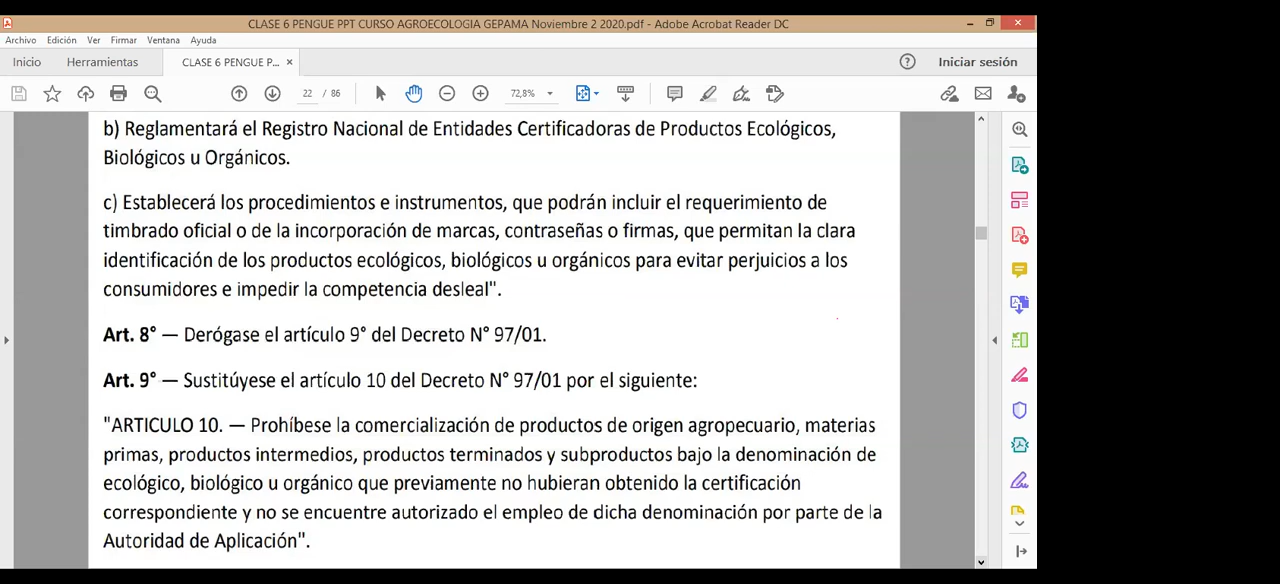 CLASE 6 PENGUE PPT CURSO AGROECOLOGIA GEPAMA Noviembre 2 2020.pdf - Adobe Acrobat Reader DC
Archivo Edición Ver Firmar Ventana Ayuda
Inicio Herramientas CLASE 6 PENGUE P... × Iniciar sesión
22 / 86 72,8%
b) Reglamentará el Registro Nacional de Entidades Certificadoras de Productos Ecológicos,
Biológicos u Orgánicos.
c) Establecerá los procedimientos e instrumentos, que podrán incluir el requerimiento de
timbrado oficial o de la incorporación de marcas, contraseñas o firmas, que permitan la clara
identificación de los productos ecológicos, biológicos u orgánicos para evitar perjuicios a los
consumidores e impedir la competencia desleal".
Art. 8° — Derógase el artículo 9° del Decreto N° 97/01.
Art. 9° — Sustitúyese el artículo 10 del Decreto N° 97/01 por el siguiente:
"ARTICULO 10. — Prohíbese la comercialización de productos de origen agropecuario, materias
primas, productos intermedios, productos terminados y subproductos bajo la denominación de
ecológico, biológico u orgánico que previamente no hubieran obtenido la certificación
correspondiente y no se encuentre autorizado el empleo de dicha denominación por parte de la
Autoridad de Aplicación".